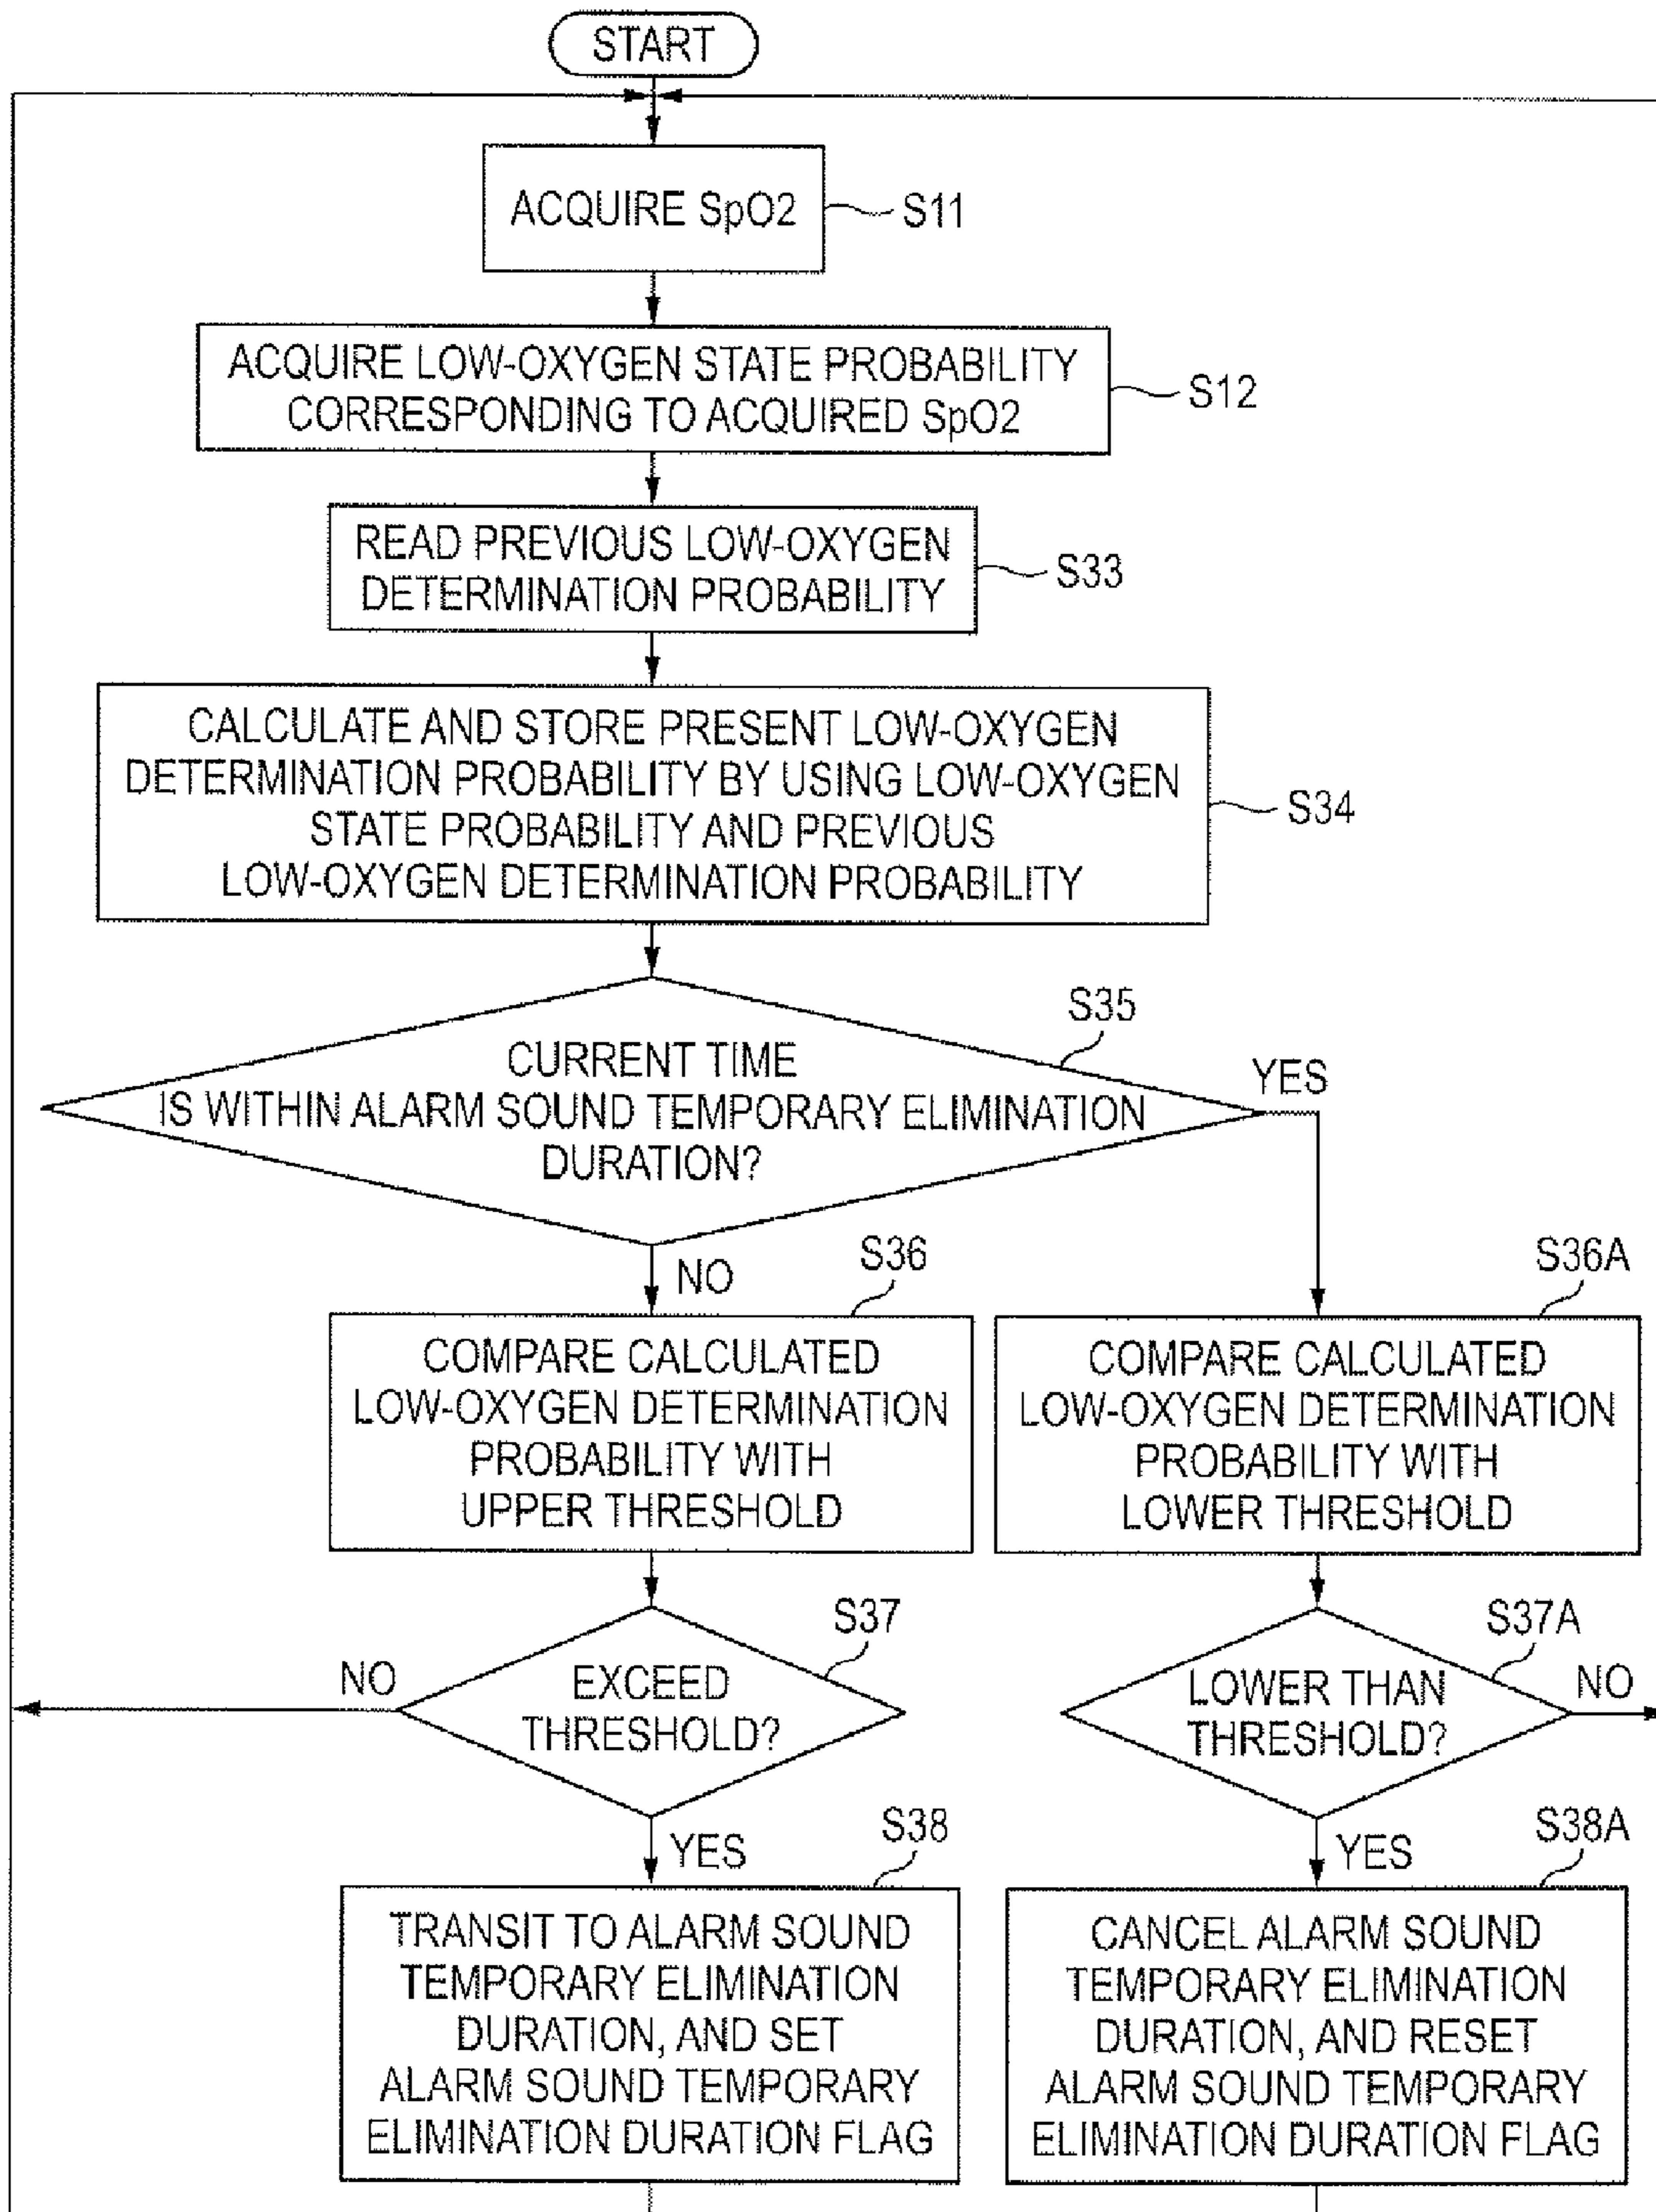 START
ACQUIRE SpO2
S11
ACQUIRE LOW-OXYGEN STATE PROBABILITY
CORRESPONDING TO ACQUIRED SpO2
S12
READ PREVIOUS LOW-OXYGEN
DETERMINATION PROBABILITY
S33
CALCULATE AND STORE PRESENT LOW-OXYGEN
DETERMINATION PROBABILITY BY USING LOW-OXYGEN
STATE PROBABILITY AND PREVIOUS
LOW-OXYGEN DETERMINATION PROBABILITY
S34
S35
CURRENT TIME
IS WITHIN ALARM SOUND TEMPORARY ELIMINATION
DURATION?
YES
NO
S36
COMPARE CALCULATED
LOW-OXYGEN DETERMINATION
PROBABILITY WITH
UPPER THRESHOLD
S36A
COMPARE CALCULATED
LOW-OXYGEN DETERMINATION
PROBABILITY WITH
LOWER THRESHOLD
S37
EXCEED
THRESHOLD?
NO
S37A
LOWER THAN
THRESHOLD?
NO
YES
S38
TRANSIT TO ALARM SOUND
TEMPORARY ELIMINATION
DURATION, AND SET
ALARM SOUND TEMPORARY
ELIMINATION DURATION FLAG
YES
S38A
CANCEL ALARM SOUND
TEMPORARY ELIMINATION
DURATION, AND RESET
ALARM SOUND TEMPORARY
ELIMINATION DURATION FLAG